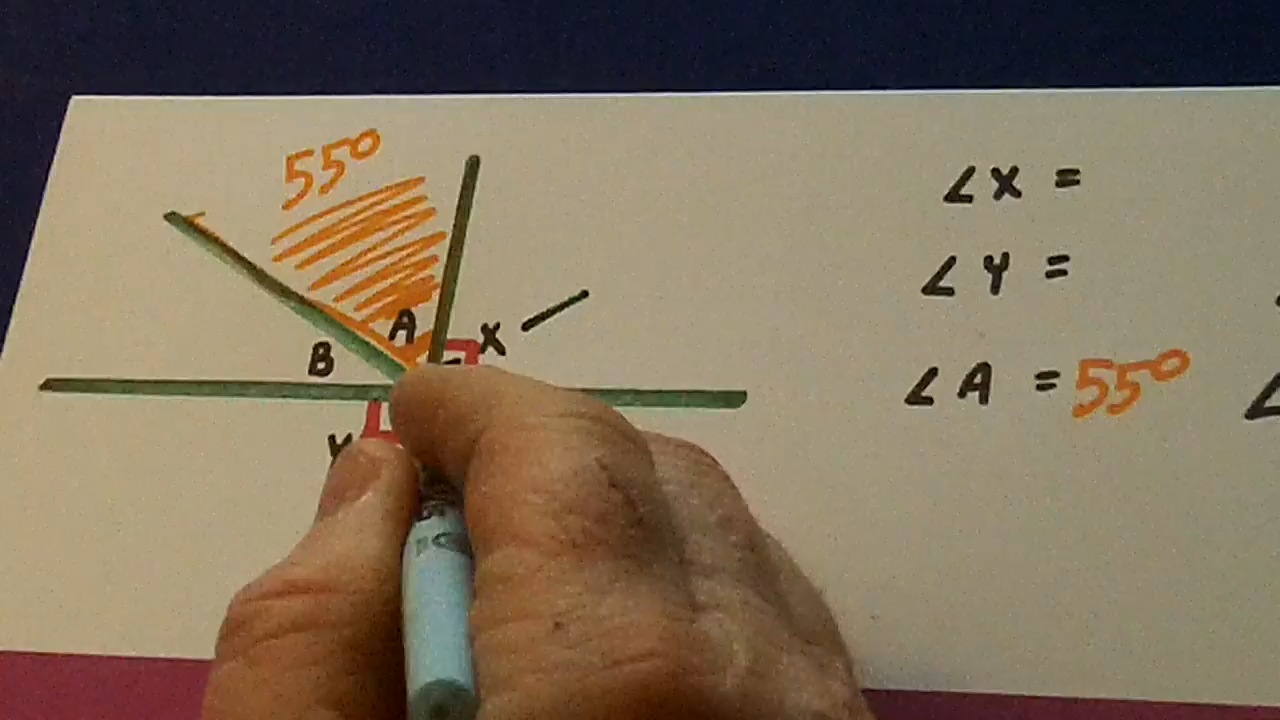 55°
A
X
B
Y
∠X =
∠Y =
∠A = 55°
∠